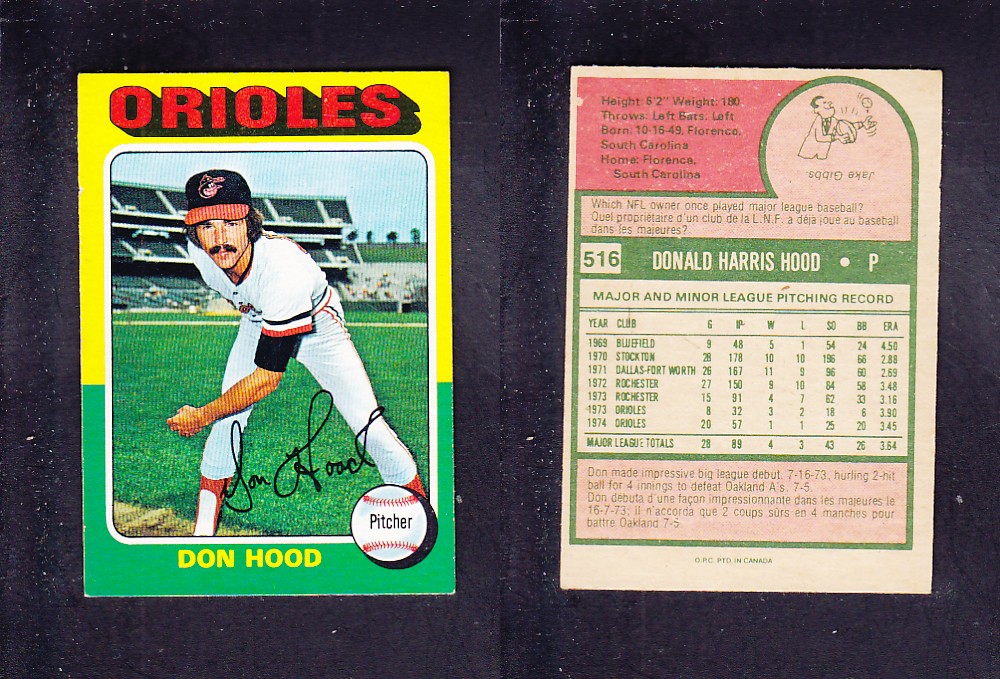 ORIOLES
Don Hood
Pitcher
DON HOOD
Height: 6'2" Weight: 180
Throws: Left Bats: Left
Born: 10-16-49, Florence,
South Carolina
Home: Florence,
South Carolina
Jake Gibbs
Which NFL owner once played major league baseball?
Quel propriétaire d'un club de la L.N.F. a déja joue au baseball
dans les majeures?
516 DONALD HARRIS HOOD • P
MAJOR AND MINOR LEAGUE PITCHING RECORD
YEAR CLUB G IP W L SO BB ERA
1969 BLUEFIELD 9 48 5 1 54 24 4.50
1970 STOCKTON 28 178 10 10 196 66 2.88
1971 DALLAS-FORT WORTH 26 167 11 9 96 60 2.69
1972 ROCHESTER 27 150 9 10 84 58 3.48
1973 ROCHESTER 15 91 4 7 62 33 3.16
1973 ORIOLES 8 32 3 2 18 6 3.90
1974 ORIOLES 20 57 1 1 25 20 3.45
MAJOR LEAGUE TOTALS 28 89 4 3 43 26 3.64
Don made impressive big league debut, 7-16-73, hurling 2-hit
ball for 4 innings to defeat Oakland A's, 7-5.
Don debuta d'une façon impressionnante dans les majeures le
16-7-73; il n'accorda que 2 coups sûrs en 4 manches pour
battre Oakland 7-5.
O.P.C. PTD. IN CANADA